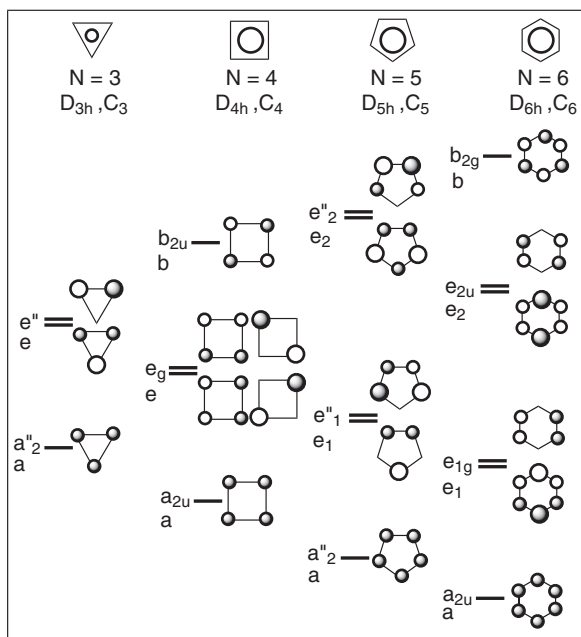 N = 3 N = 4 N = 5 N = 6
D3h ,C3 D4h ,C4 D5h ,C5 D6h ,C6
b2g
b
e"2
e2
b2u
b
e2u
e2
e"
e
eg
e
e"1
e1
a"2
a
e1g
e1
a2u
a
a"2
a
a2u
a